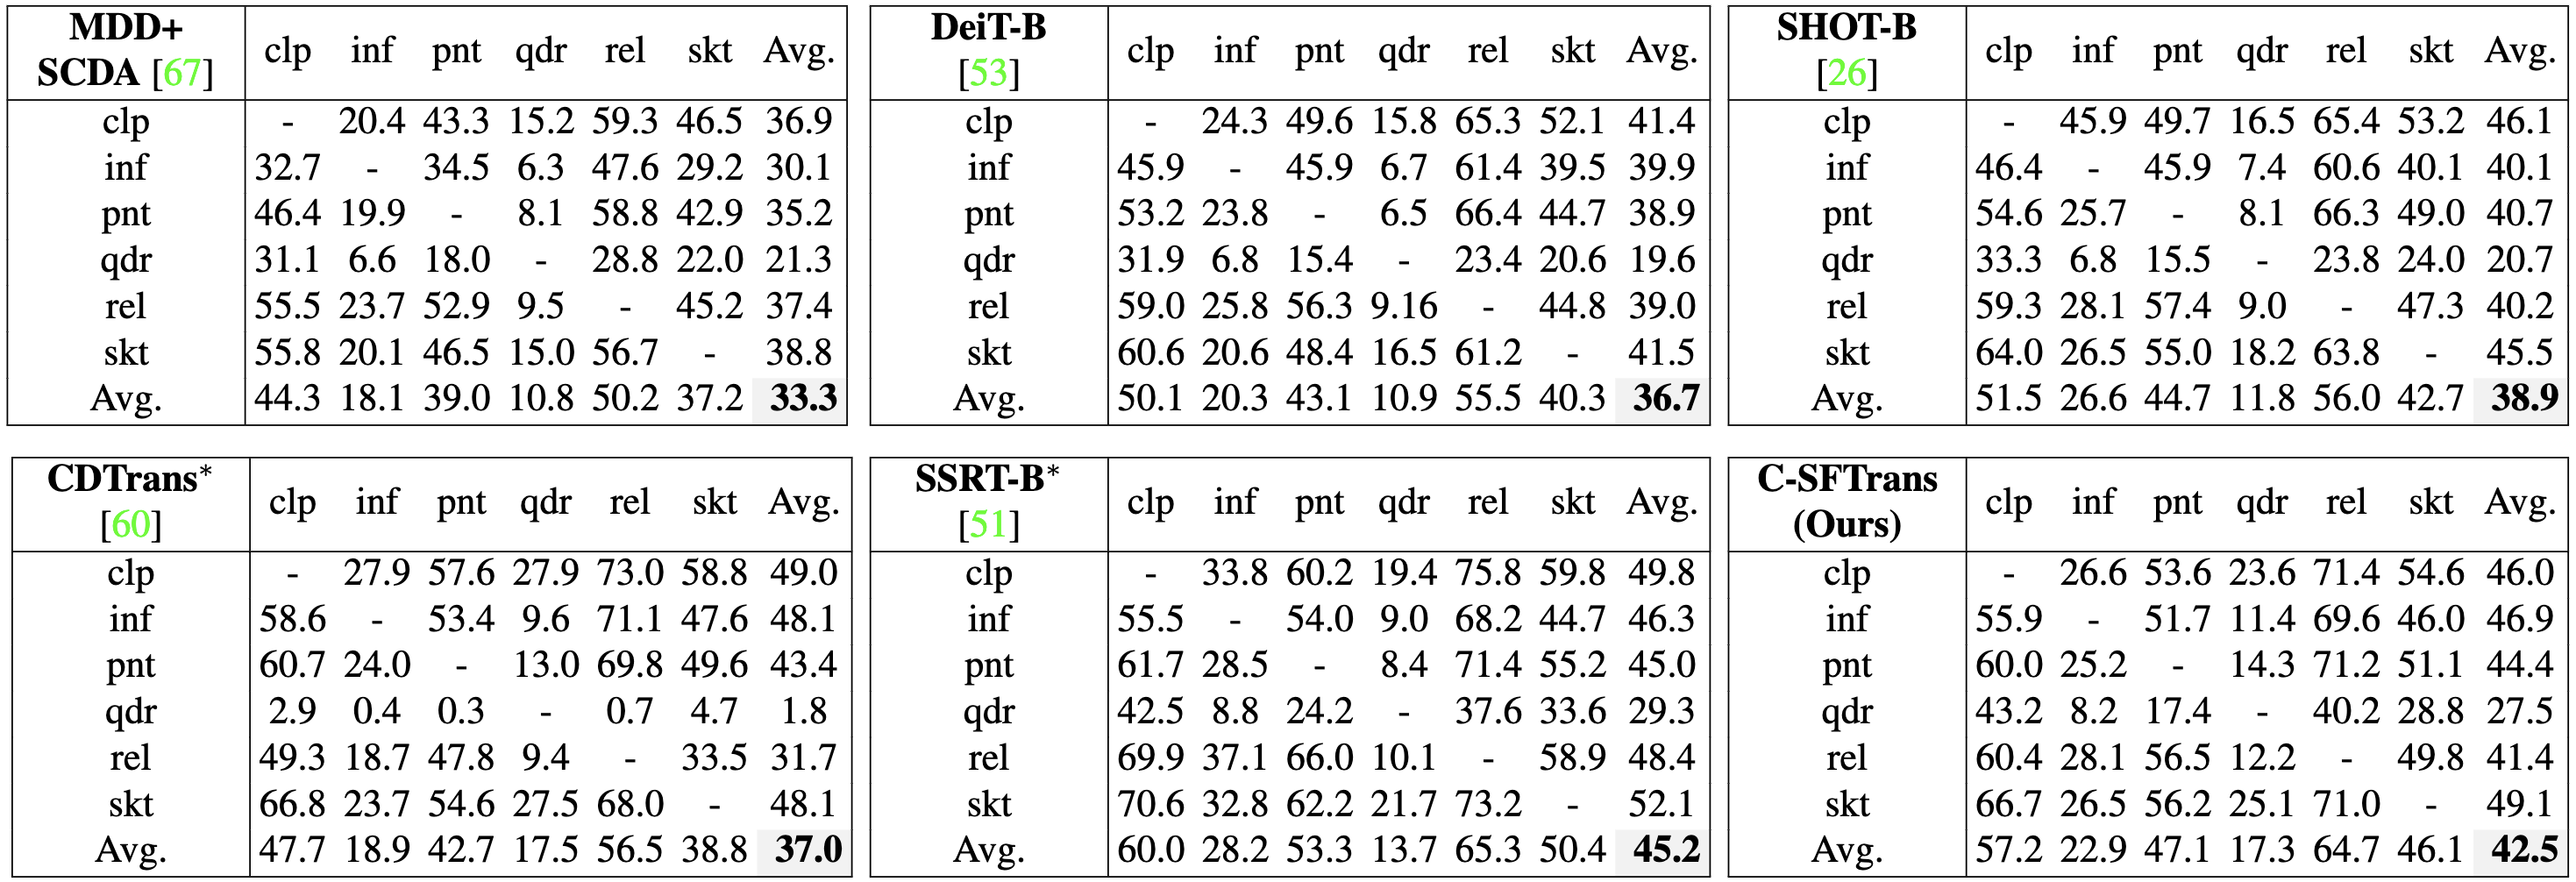 MDD+ SCDA [67] clp inf pnt qdr rel skt Avg.
clp - 20.4 43.3 15.2 59.3 46.5 36.9
inf 32.7 - 34.5 6.3 47.6 29.2 30.1
pnt 46.4 19.9 - 8.1 58.8 42.9 35.2
qdr 31.1 6.6 18.0 - 28.8 22.0 21.3
rel 55.5 23.7 52.9 9.5 - 45.2 37.4
skt 55.8 20.1 46.5 15.0 56.7 - 38.8
Avg. 44.3 18.1 39.0 10.8 50.2 37.2 33.3
DeiT-B [53] clp inf pnt qdr rel skt Avg.
clp - 24.3 49.6 15.8 65.3 52.1 41.4
inf 45.9 - 45.9 6.7 61.4 39.5 39.9
pnt 53.2 23.8 - 6.5 66.4 44.7 38.9
qdr 31.9 6.8 15.4 - 23.4 20.6 19.6
rel 59.0 25.8 56.3 9.16 - 44.8 39.0
skt 60.6 20.6 48.4 16.5 61.2 - 41.5
Avg. 50.1 20.3 43.1 10.9 55.5 40.3 36.7
SHOT-B [26] clp inf pnt qdr rel skt Avg.
clp - 45.9 49.7 16.5 65.4 53.2 46.1
inf 46.4 - 45.9 7.4 60.6 40.1 40.1
pnt 54.6 25.7 - 8.1 66.3 49.0 40.7
qdr 33.3 6.8 15.5 - 23.8 24.0 20.7
rel 59.3 28.1 57.4 9.0 - 47.3 40.2
skt 64.0 26.5 55.0 18.2 63.8 - 45.5
Avg. 51.5 26.6 44.7 11.8 56.0 42.7 38.9
CDTrans* [60] clp inf pnt qdr rel skt Avg.
clp - 27.9 57.6 27.9 73.0 58.8 49.0
inf 58.6 - 53.4 9.6 71.1 47.6 48.1
pnt 60.7 24.0 - 13.0 69.8 49.6 43.4
qdr 2.9 0.4 0.3 - 0.7 4.7 1.8
rel 49.3 18.7 47.8 9.4 - 33.5 31.7
skt 66.8 23.7 54.6 27.5 68.0 - 48.1
Avg. 47.7 18.9 42.7 17.5 56.5 38.8 37.0
SSRT-B* [51] clp inf pnt qdr rel skt Avg.
clp - 33.8 60.2 19.4 75.8 59.8 49.8
inf 55.5 - 54.0 9.0 68.2 44.7 46.3
pnt 61.7 28.5 - 8.4 71.4 55.2 45.0
qdr 42.5 8.8 24.2 - 37.6 33.6 29.3
rel 69.9 37.1 66.0 10.1 - 58.9 48.4
skt 70.6 32.8 62.2 21.7 73.2 - 52.1
Avg. 60.0 28.2 53.3 13.7 65.3 50.4 45.2
C-SFTrans (Ours) clp inf pnt qdr rel skt Avg.
clp - 26.6 53.6 23.6 71.4 54.6 46.0
inf 55.9 - 51.7 11.4 69.6 46.0 46.9
pnt 60.0 25.2 - 14.3 71.2 51.1 44.4
qdr 43.2 8.2 17.4 - 40.2 28.8 27.5
rel 60.4 28.1 56.5 12.2 - 49.8 41.4
skt 66.7 26.5 56.2 25.1 71.0 - 49.1
Avg. 57.2 22.9 47.1 17.3 64.7 46.1 42.5